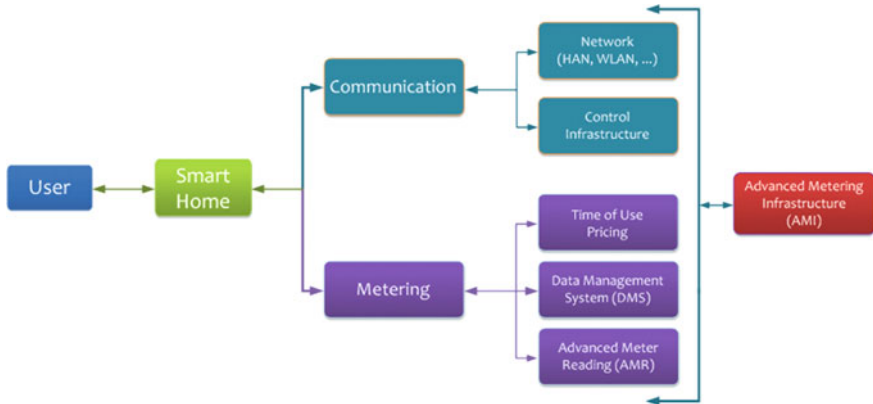 User
Smart
Home
Communication
Metering
Network
(HAN, WLAN, ...)
Control
Infrastructure
Time of Use
Pricing
Data Management
System (DMS)
Advanced Meter
Reading (AMR)
Advanced Metering
Infrastructure
(AMI)